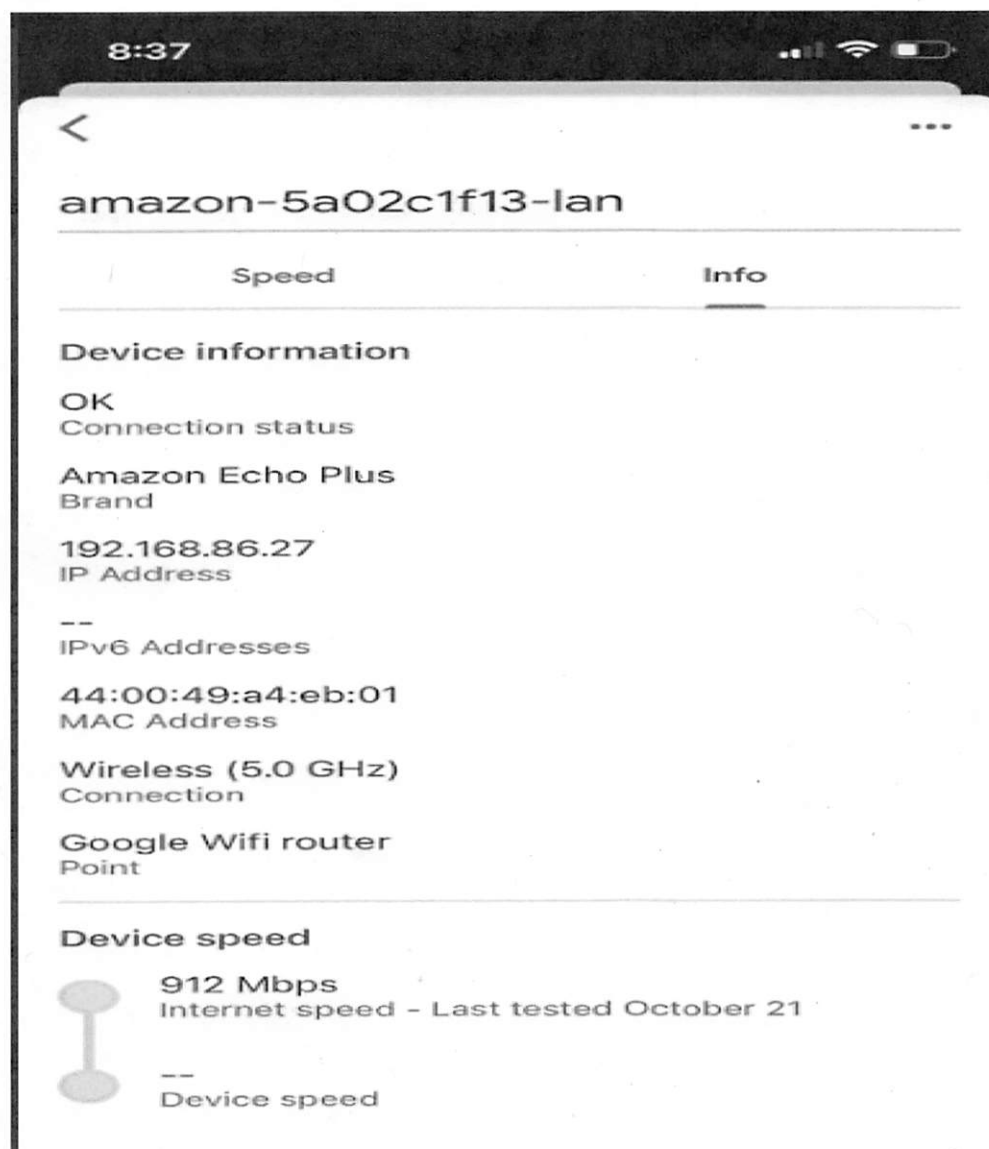 8:37
amazon-5a02c1f13-lan
Speed Info
Device information
OK
Connection status
Amazon Echo Plus
Brand
192.168.86.27
IP Address
--
IPv6 Addresses
44:00:49:a4:eb:01
MAC Address
Wireless (5.0 GHz)
Connection
Google Wifi router
Point
Device speed
912 Mbps
Internet speed - Last tested October 21
--
Device speed